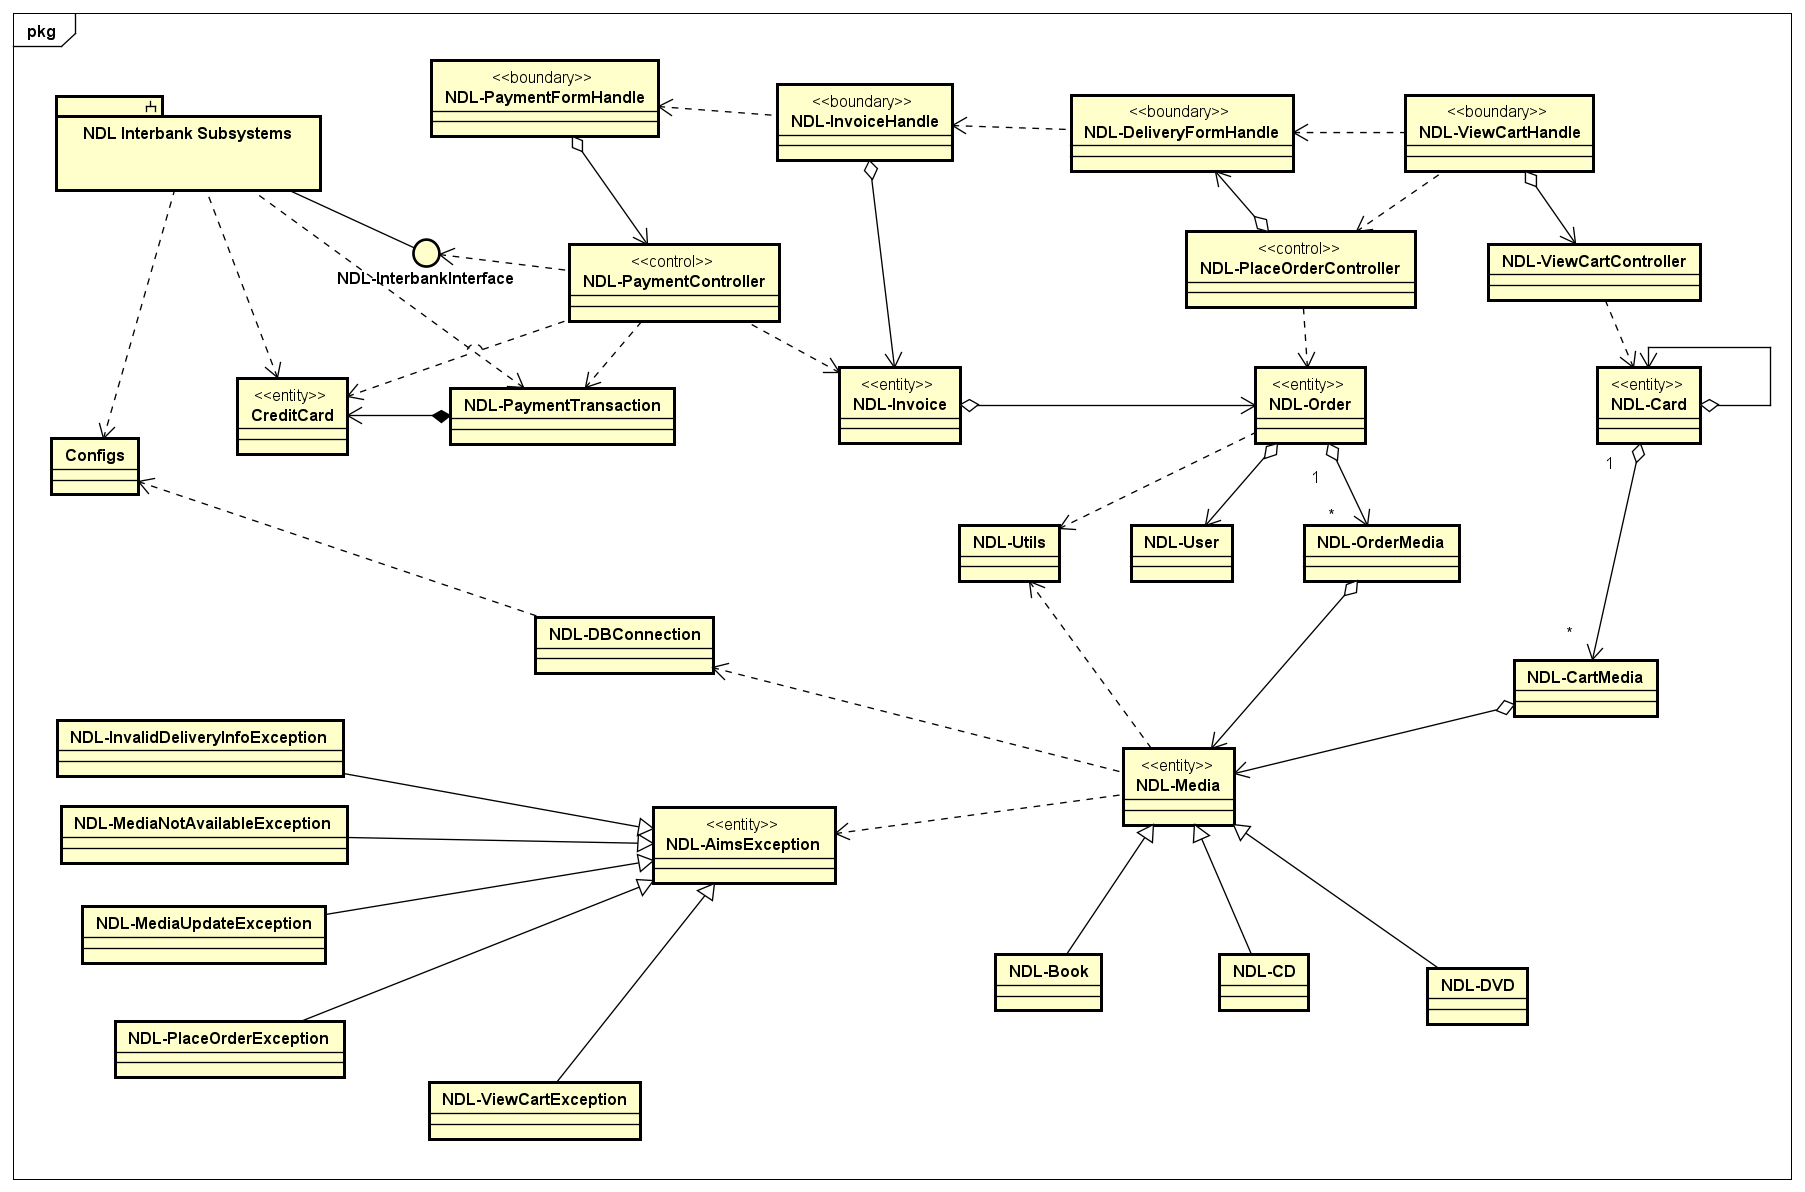 pkg
<<boundary>>
NDL-PaymentFormHandle
<<boundary>>
NDL-InvoiceHandle
<<boundary>>
NDL-DeliveryFormHandle
<<boundary>>
NDL-ViewCartHandle
NDL Interbank Subsystems
NDL-InterbankInterface
<<control>>
NDL-PaymentController
<<control>>
NDL-PlaceOrderController
NDL-ViewCartController
<<entity>>
CreditCard
NDL-PaymentTransaction
<<entity>>
NDL-Invoice
<<entity>>
NDL-Order
<<entity>>
NDL-Card
Configs
1
1
*
NDL-Utils
NDL-User
NDL-OrderMedia
NDL-DBConnection
*
NDL-CartMedia
NDL-InvalidDeliveryInfoException
NDL-MediaNotAvailableException
<<entity>>
NDL-AimsException
<<entity>>
NDL-Media
NDL-MediaUpdateException
NDL-Book
NDL-CD
NDL-DVD
NDL-PlaceOrderException
NDL-ViewCartException